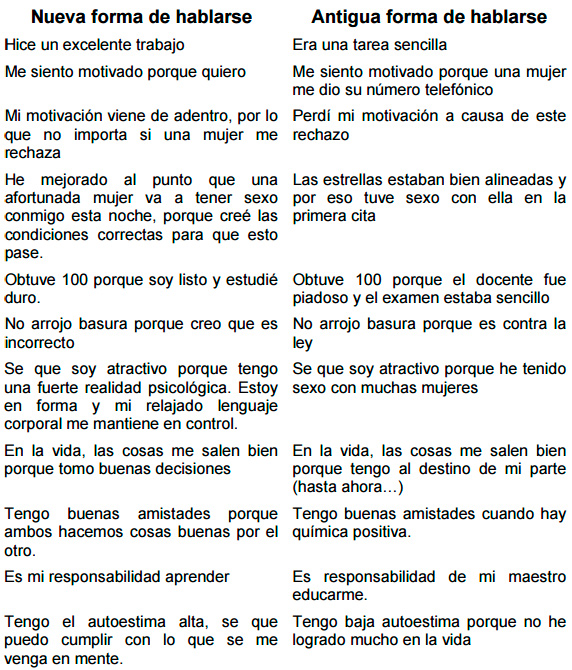 Nueva forma de hablarse
Antigua forma de hablarse
Hice un excelente trabajo
Era una tarea sencilla
Me siento motivado porque quiero
Me siento motivado porque una mujer
me dio su número telefónico
Mi motivación viene de adentro, por lo
que no importa si una mujer me
rechaza
Perdí mi motivación a causa de este
rechazo
He mejorado al punto que una
afortunada mujer va a tener sexo
conmigo esta noche, porque creé las
condiciones correctas para que esto
pase.
Las estrellas estaban bien alineadas y
por eso tuve sexo con ella en la
primera cita
Obtuve 100 porque soy listo y estudié
duro.
Obtuve 100 porque el docente fue
piadoso y el examen estaba sencillo
No arrojo basura porque creo que es
incorrecto
No arrojo basura porque es contra la
ley
Se que soy atractivo porque tengo
una fuerte realidad psicológica. Estoy
en forma y mi relajado lenguaje
corporal me mantiene en control.
Se que soy atractivo porque he tenido
sexo con muchas mujeres
En la vida, las cosas me salen bien
porque tomo buenas decisiones
En la vida, las cosas me salen bien
porque tengo al destino de mi parte
(hasta ahora…)
Tengo buenas amistades porque
ambos hacemos cosas buenas por el
otro.
Tengo buenas amistades cuando hay
química positiva.
Es mi responsabilidad aprender
Es responsabilidad de mi maestro
educarme.
Tengo el autoestima alta, se que
puedo cumplir con lo que se me
venga en mente.
Tengo baja autoestima porque no he
logrado mucho en la vida